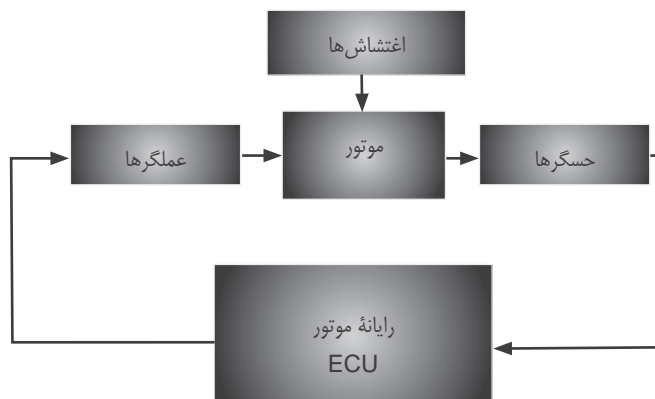 اغتشاش‌ها
عملگرها
موتور
حسگرها
رایانهٔ موتور
ECU